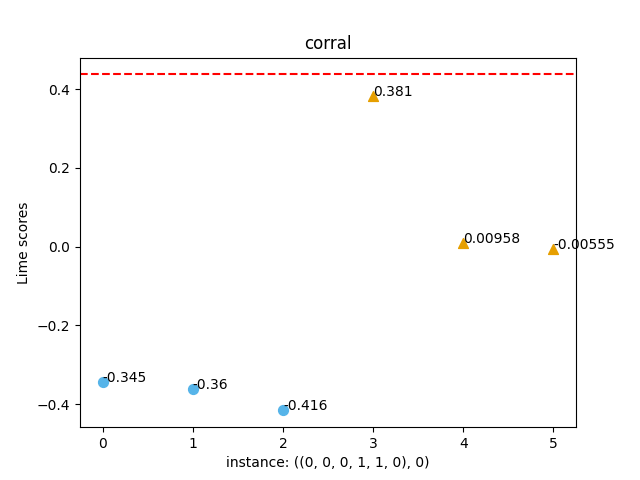 corral
0.4
0.2
0.0
−0.2
−0.4
Lime scores
0.381
0.00958
-0.00555
-0.345
-0.36
-0.416
0 1 2 3 4 5
instance: ((0, 0, 0, 1, 1, 0), 0)